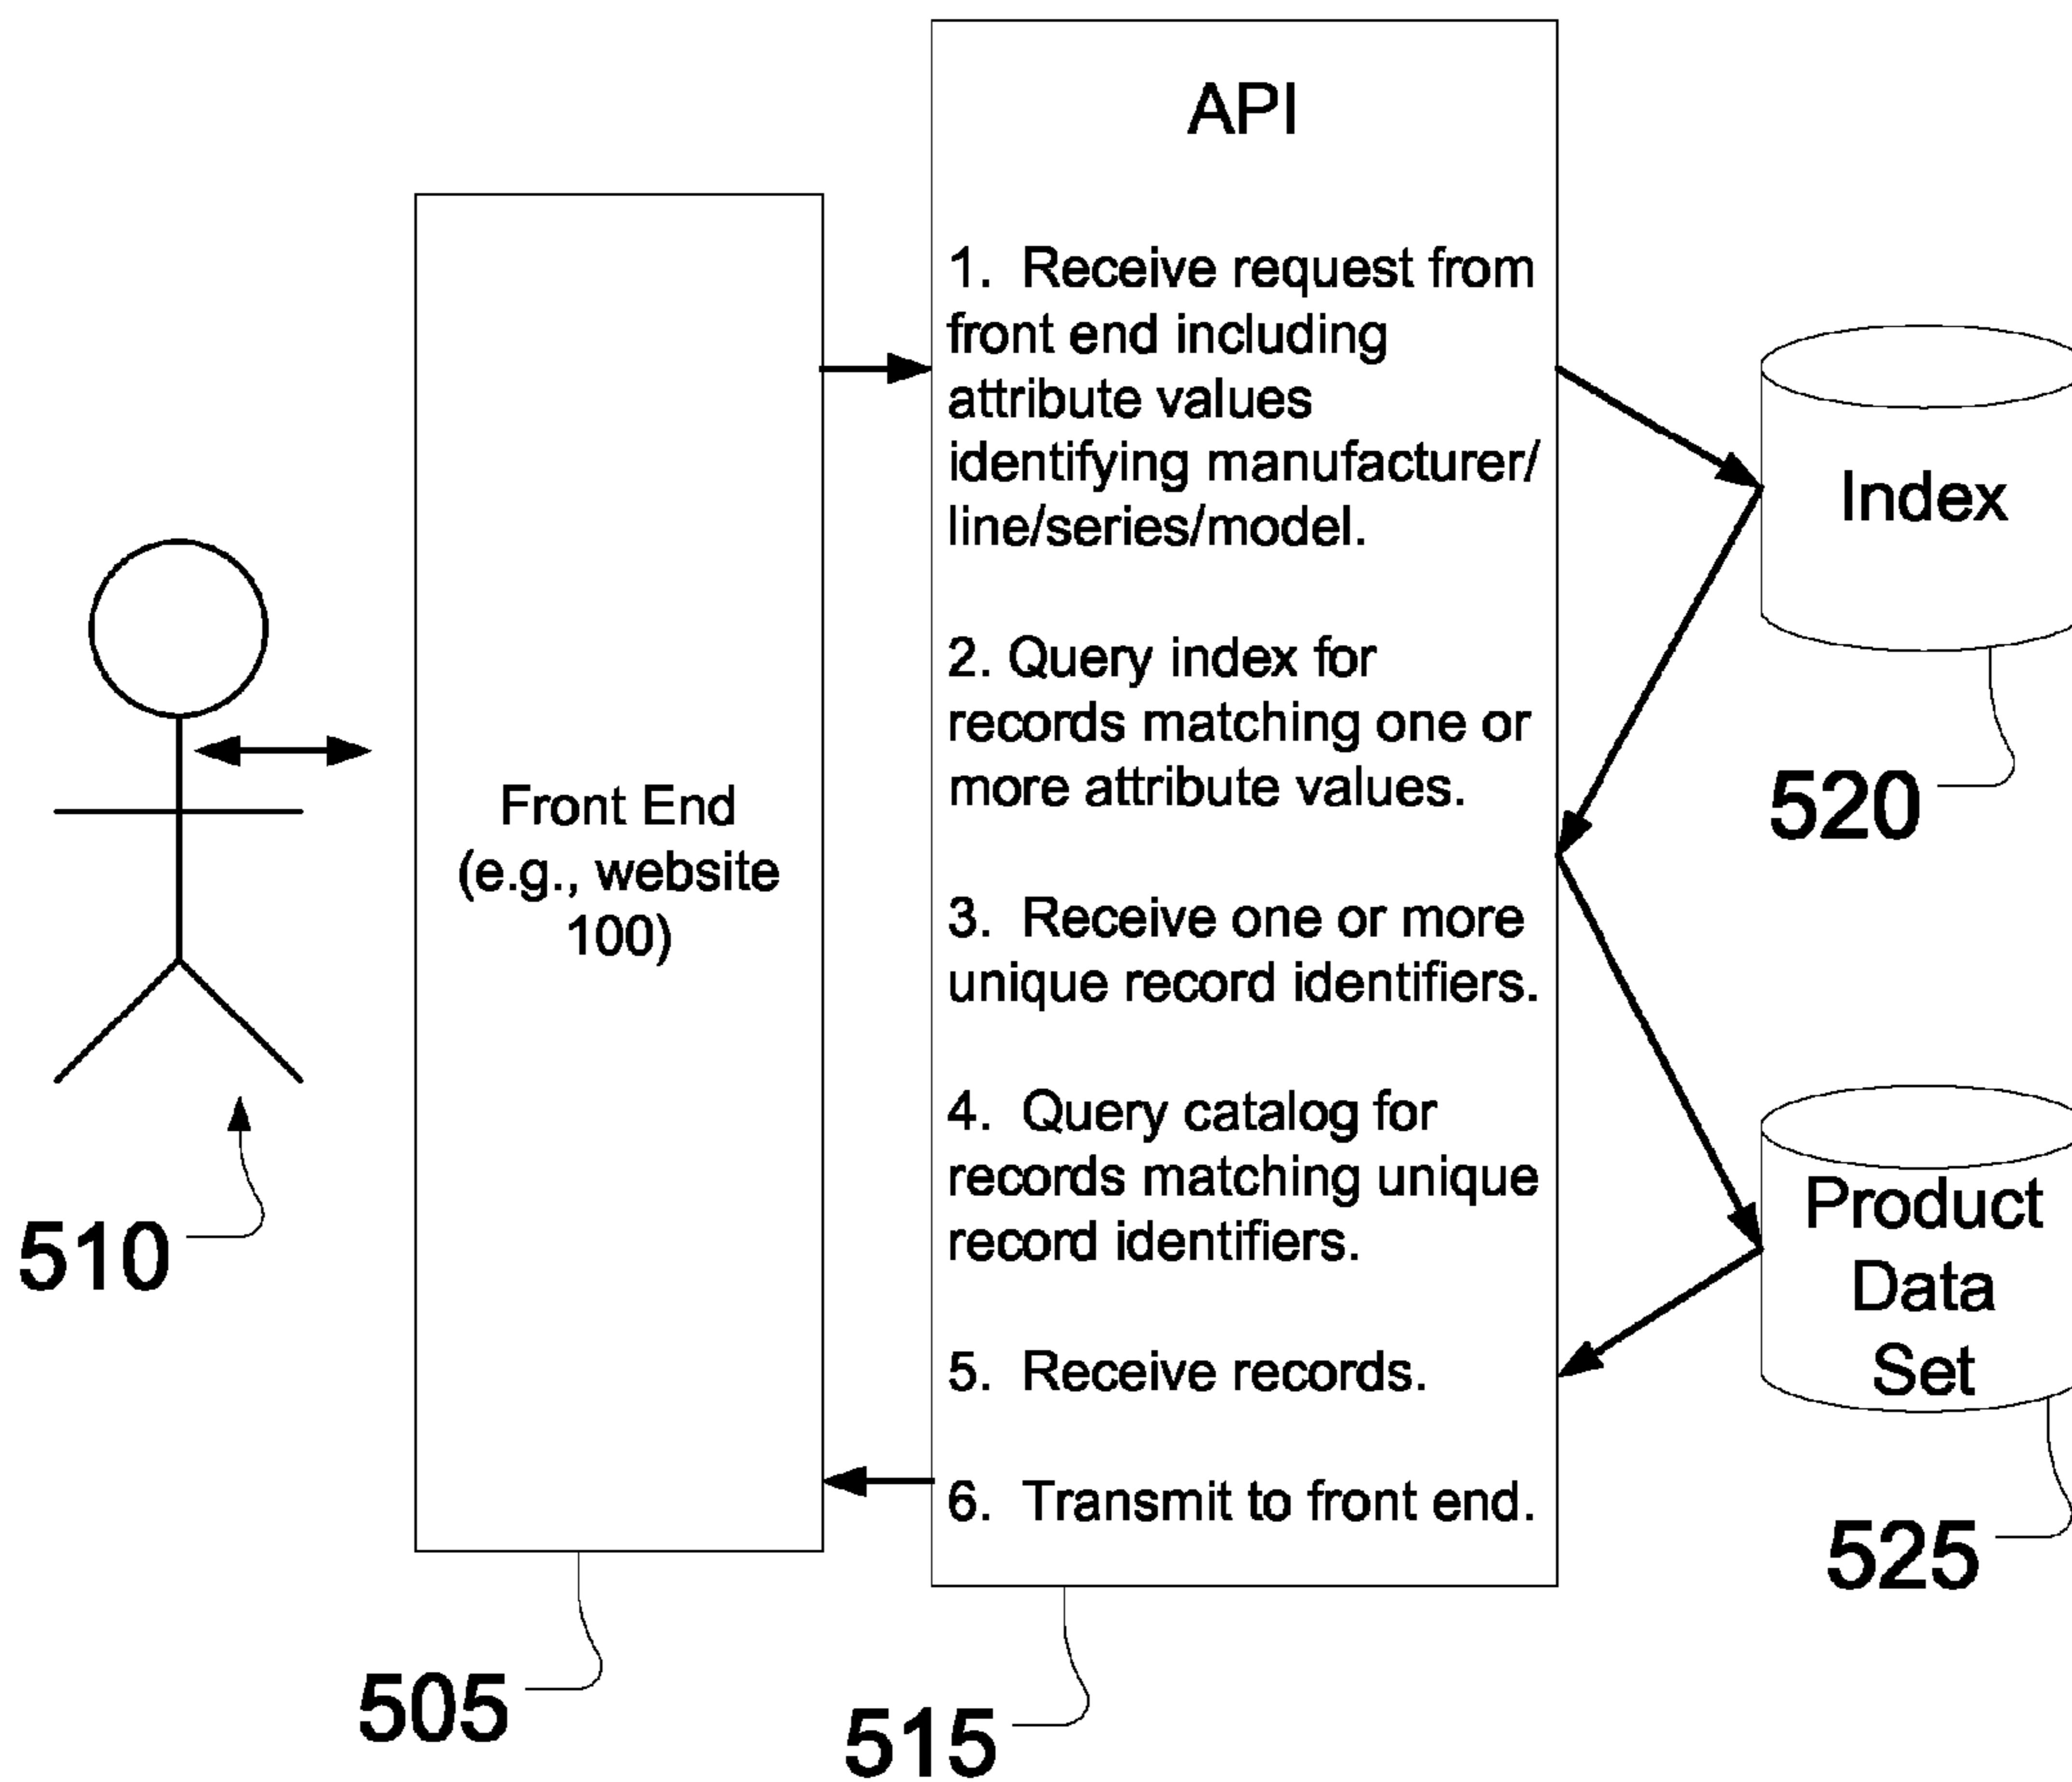 API
1. Receive request from
front end including
attribute values
identifying manufacturer/
line/series/model.
2. Query index for
records matching one or
more attribute values.
3. Receive one or more
unique record identifiers.
4. Query catalog for
records matching unique
record identifiers.
5. Receive records.
6. Transmit to front end.
Front End
(e.g., website
100)
Index
Product
Data
Set
510
505
515
520
525